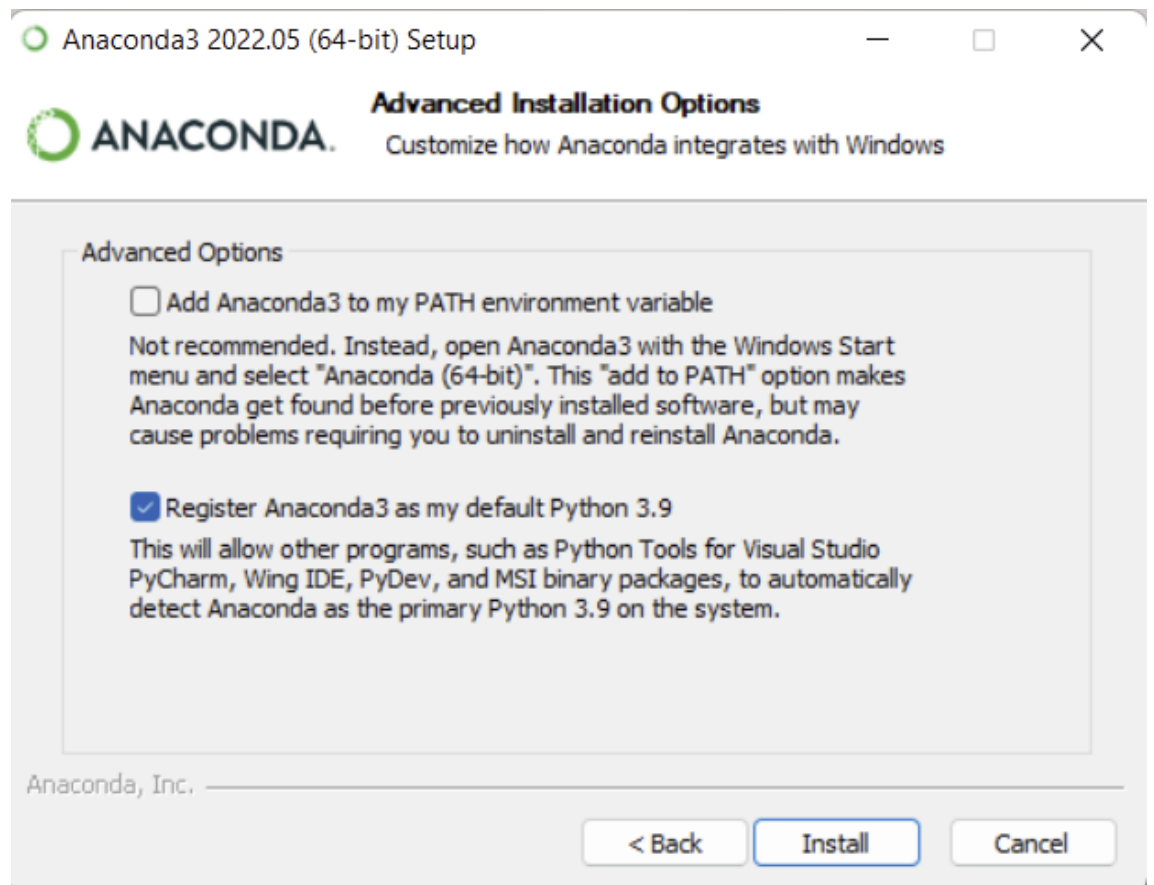 Anaconda3 2022.05 (64-bit) Setup
ANACONDA.
Advanced Installation Options
Customize how Anaconda integrates with Windows
Advanced Options
Add Anaconda3 to my PATH environment variable
Not recommended. Instead, open Anaconda3 with the Windows Start
menu and select "Anaconda (64-bit)". This "add to PATH" option makes
Anaconda get found before previously installed software, but may
cause problems requiring you to uninstall and reinstall Anaconda.
Register Anaconda3 as my default Python 3.9
This will allow other programs, such as Python Tools for Visual Studio
PyCharm, Wing IDE, PyDev, and MSI binary packages, to automatically
detect Anaconda as the primary Python 3.9 on the system.
Anaconda, Inc.
< Back
Install
Cancel